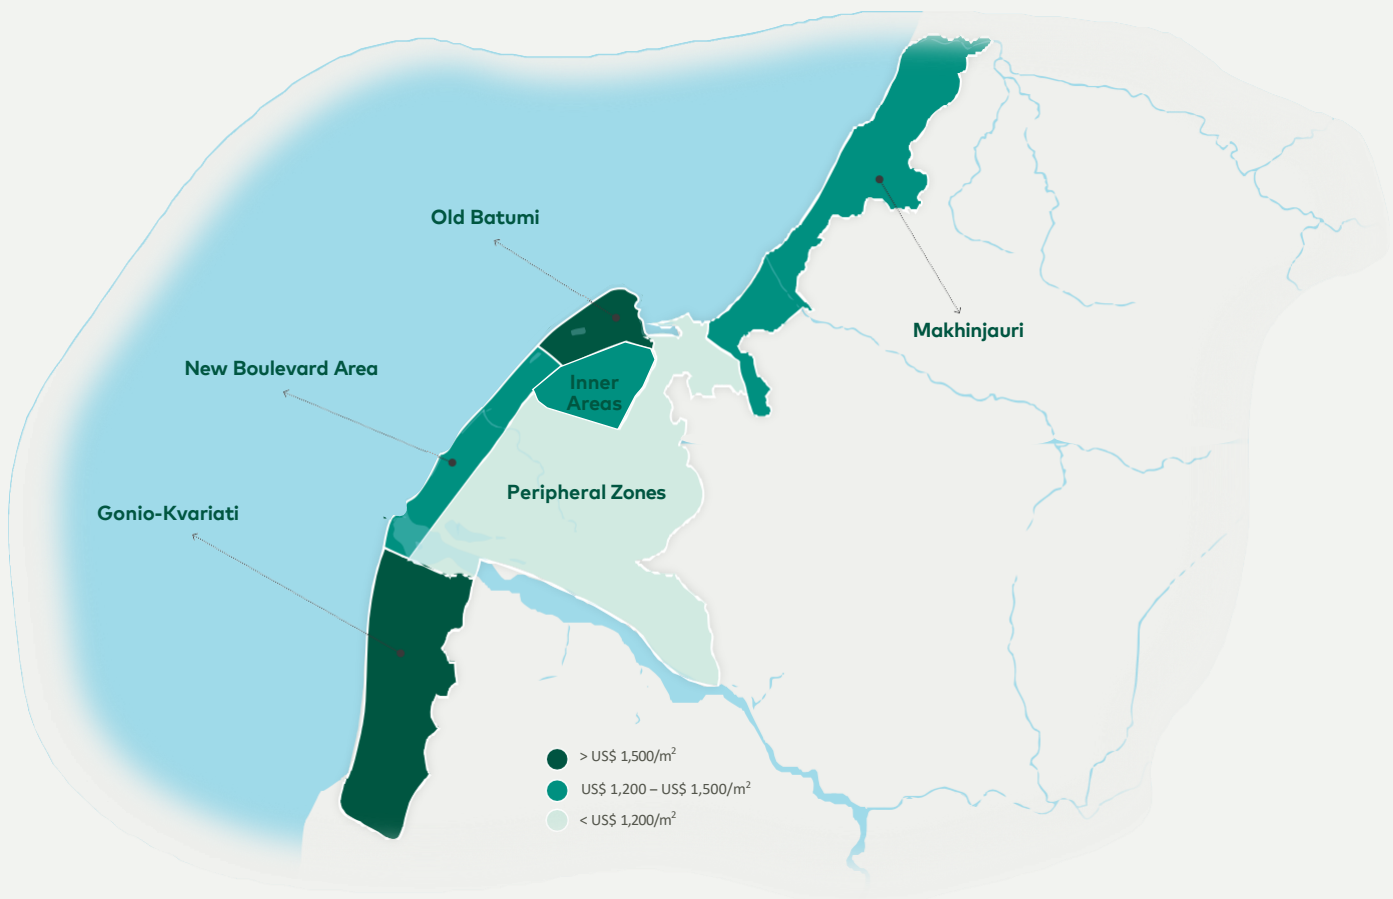 Old Batumi
Makhinjauri
New Boulevard Area
Inner
Areas
Peripheral Zones
Gonio-Kvariati
> US$ 1,500/m²
US$ 1,200 – US$ 1,500/m²
< US$ 1,200/m²